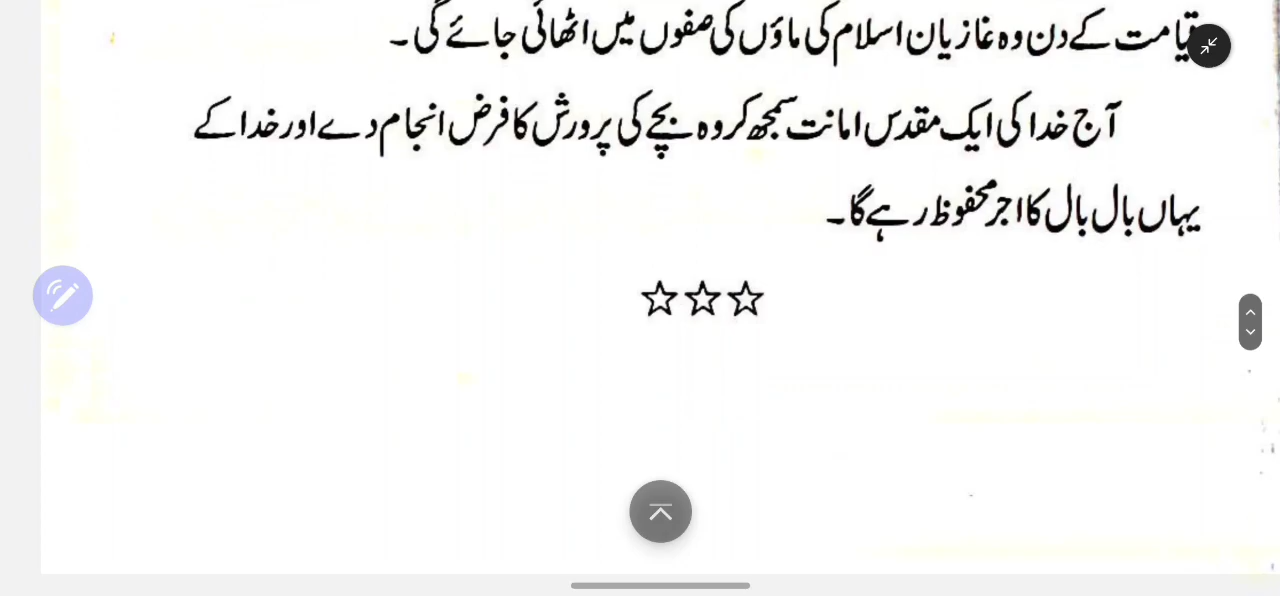 قیامت کے دن وہ غازیان اسلام کی ماؤں کی صفوں میں اٹھائی جائے گی۔
آج خدا کی ایک مقدس امانت سمجھ کر وہ بچے کی پرورش کا فرض انجام دے اور خدا کے
یہاں بال بال کا اجر محفوظ رہے گا۔
☆☆☆